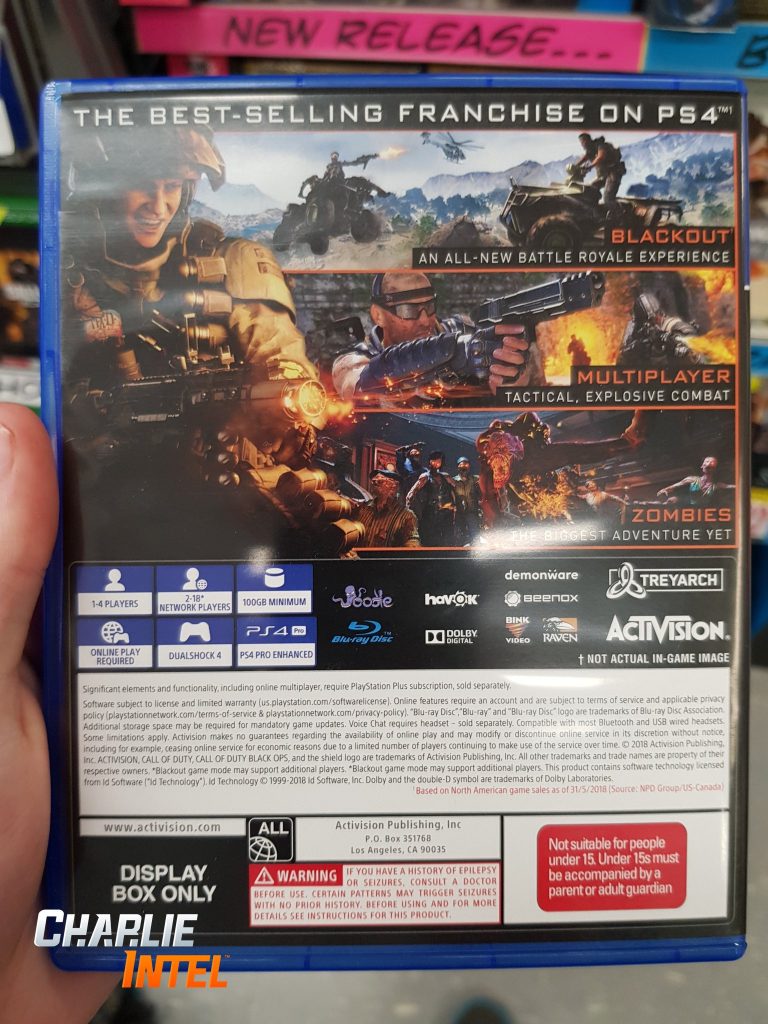 NEW RELEASE...
B
THE BEST-SELLING FRANCHISE ON PS4™1
BLACKOUT
AN ALL-NEW BATTLE ROYALE EXPERIENCE
MULTIPLAYER
TACTICAL, EXPLOSIVE COMBAT
ZOMBIES
THE BIGGEST ADVENTURE YET
1-4 PLAYERS
2-18*
NETWORK PLAYERS
100GB MINIMUM
ONLINE PLAY
REQUIRED
DUALSHOCK 4
PS4 Pro
PS4 PRO ENHANCED
Blu-ray Disc
havok
DOLBY
DIGITAL
demonware
BEENOX
BINK
VIDEO
RAVEN
TREYARCH
ACTIVISION.
† NOT ACTUAL IN-GAME IMAGE
Significant elements and functionality, including online multiplayer, require PlayStation Plus subscription, sold separately.
Software subject to license and limited warranty (us.playstation.com/softwarelicense). Online features require an account and are subject to terms of service and applicable privacy
policy (playstationnetwork.com/terms-of-service & playstationnetwork.com/privacy-policy). "Blu-ray Disc", "Blu-ray" and "Blu-ray Disc" logo are trademarks of Blu-ray Disc Association.
Additional storage space may be required for mandatory game updates. Voice Chat requires headset - sold separately. Compatible with most Bluetooth and USB wired headsets.
Some limitations apply. Activision makes no guarantees regarding the availability of online play and may modify or discontinue online service in its discretion without notice,
including for example, ceasing online service for economic reasons due to a limited number of players continuing to make use of the service over time. © 2018 Activision Publishing,
Inc. ACTIVISION, CALL OF DUTY, CALL OF DUTY BLACK OPS, and the shield logo are trademarks of Activision Publishing, Inc. All other trademarks and trade names are property of their
respective owners. *Blackout game mode may support additional players. *Blackout game mode may support additional players. This product contains software technology licensed
from Id Software ("Id Technology"). Id Technology © 1999-2018 Id Software, Inc. Dolby and the double-D symbol are trademarks of Dolby Laboratories.
¹Based on North American game sales as of 31/5/2018 (Source: NPD Group/US-Canada)
www.activision.com
ALL
Activision Publishing, Inc
P.O. Box 351768
Los Angeles, CA 90035
DISPLAY
BOX ONLY
WARNING IF YOU HAVE A HISTORY OF EPILEPSY
OR SEIZURES, CONSULT A DOCTOR
BEFORE USE. CERTAIN PATTERNS MAY TRIGGER SEIZURES
WITH NO PRIOR HISTORY. BEFORE USING AND FOR MORE
DETAILS SEE INSTRUCTIONS FOR THIS PRODUCT.
Not suitable for people
under 15. Under 15s must
be accompanied by a
parent or adult guardian
CHARLIE
INTEL™